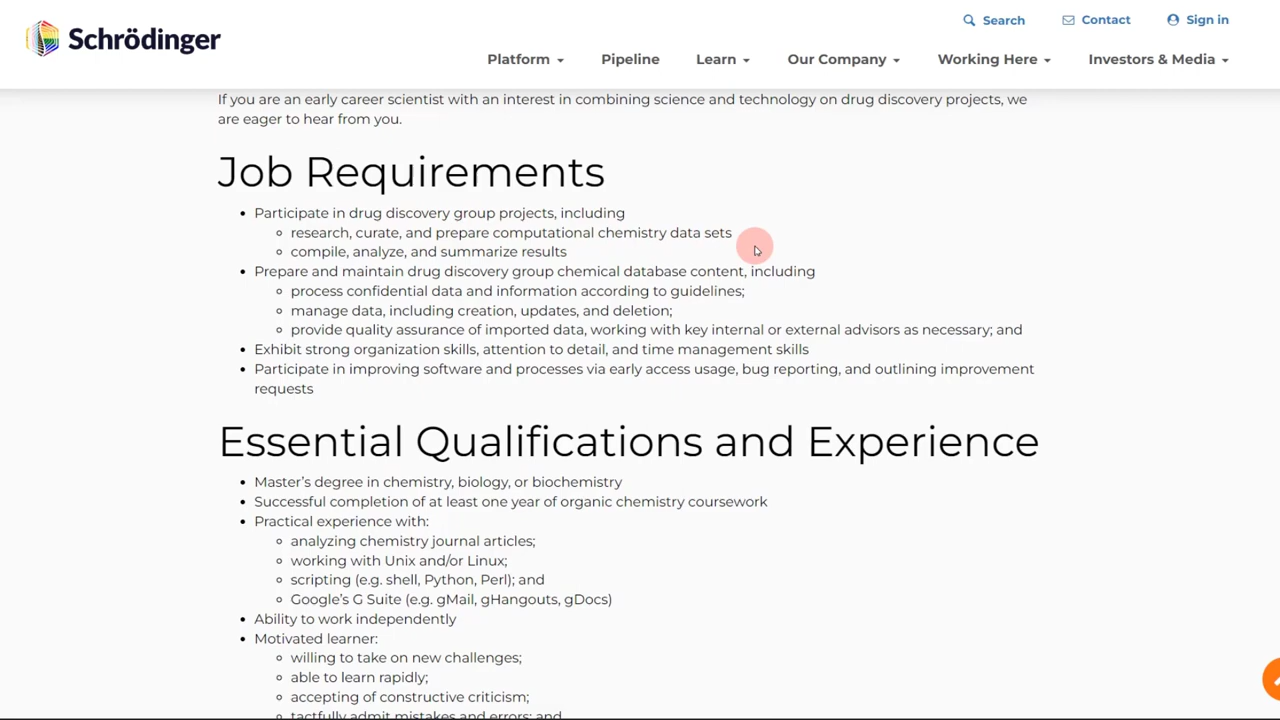 Search
Contact
Sign in
Schrödinger
Platform
Pipeline
Learn
Our Company
Working Here
Investors & Media
If you are an early career scientist with an interest in combining science and technology on drug discovery projects, we
are eager to hear from you.
Job Requirements
Participate in drug discovery group projects, including
research, curate, and prepare computational chemistry data sets
compile, analyze, and summarize results
Prepare and maintain drug discovery group chemical database content, including
process confidential data and information according to guidelines;
manage data, including creation, updates, and deletion;
provide quality assurance of imported data, working with key internal or external advisors as necessary; and
Exhibit strong organization skills, attention to detail, and time management skills
Participate in improving software and processes via early access usage, bug reporting, and outlining improvement
requests
Essential Qualifications and Experience
Master's degree in chemistry, biology, or biochemistry
Successful completion of at least one year of organic chemistry coursework
Practical experience with:
analyzing chemistry journal articles;
working with Unix and/or Linux;
scripting (e.g. shell, Python, Perl); and
Google's G Suite (e.g. gMail, gHangouts, gDocs)
Ability to work independently
Motivated learner:
willing to take on new challenges;
able to learn rapidly;
accepting of constructive criticism;
tactfully admit mistakes and errors; and